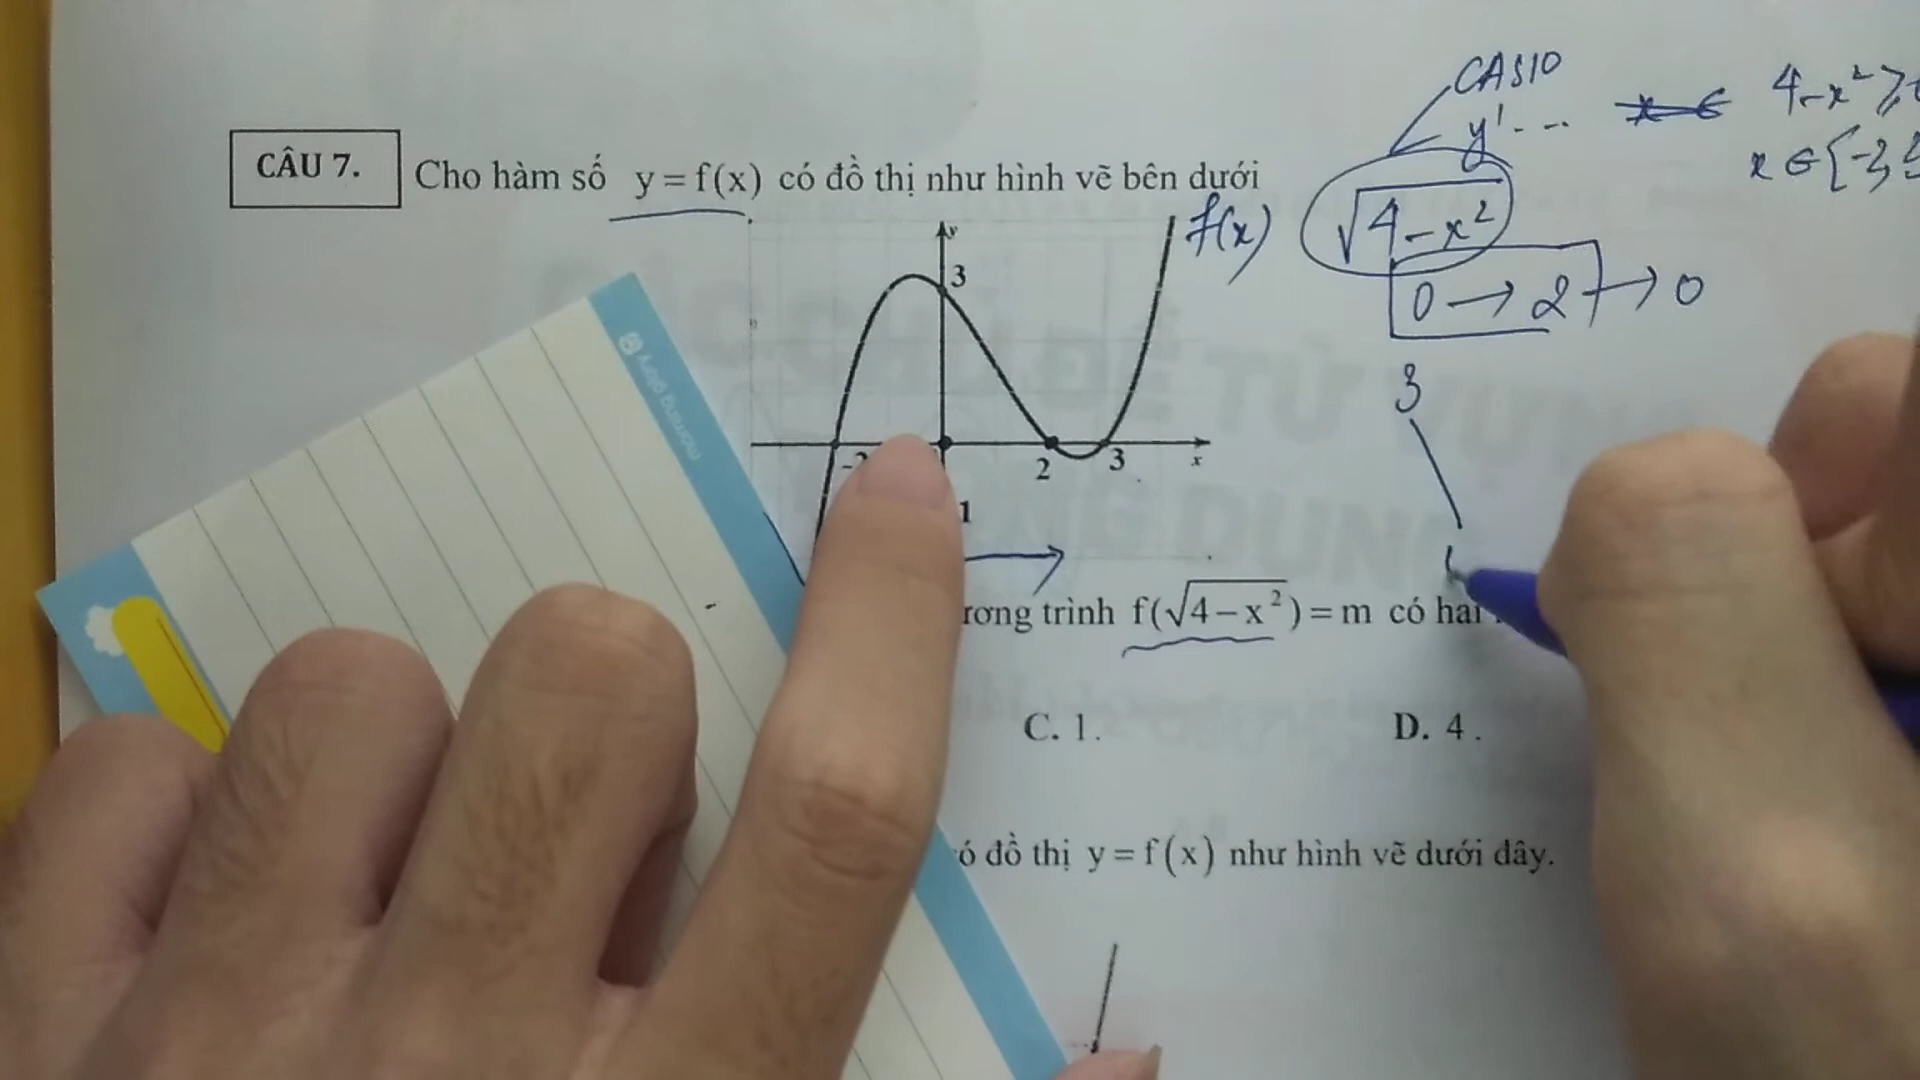 CASIO
y'...
x ∈
4-x² ≥
x ∈ [-2,
CÂU 7. Cho hàm số y = f(x) có đồ thị như hình vẽ bên dưới
f(x)
√4-x²
0 → 2 → 0
y
3
3
2
3
x
1
morning glory
trình f(√4-x²) = m có hai
C. 1.
D. 4.
đồ thị y = f(x) như hình vẽ dưới đây.